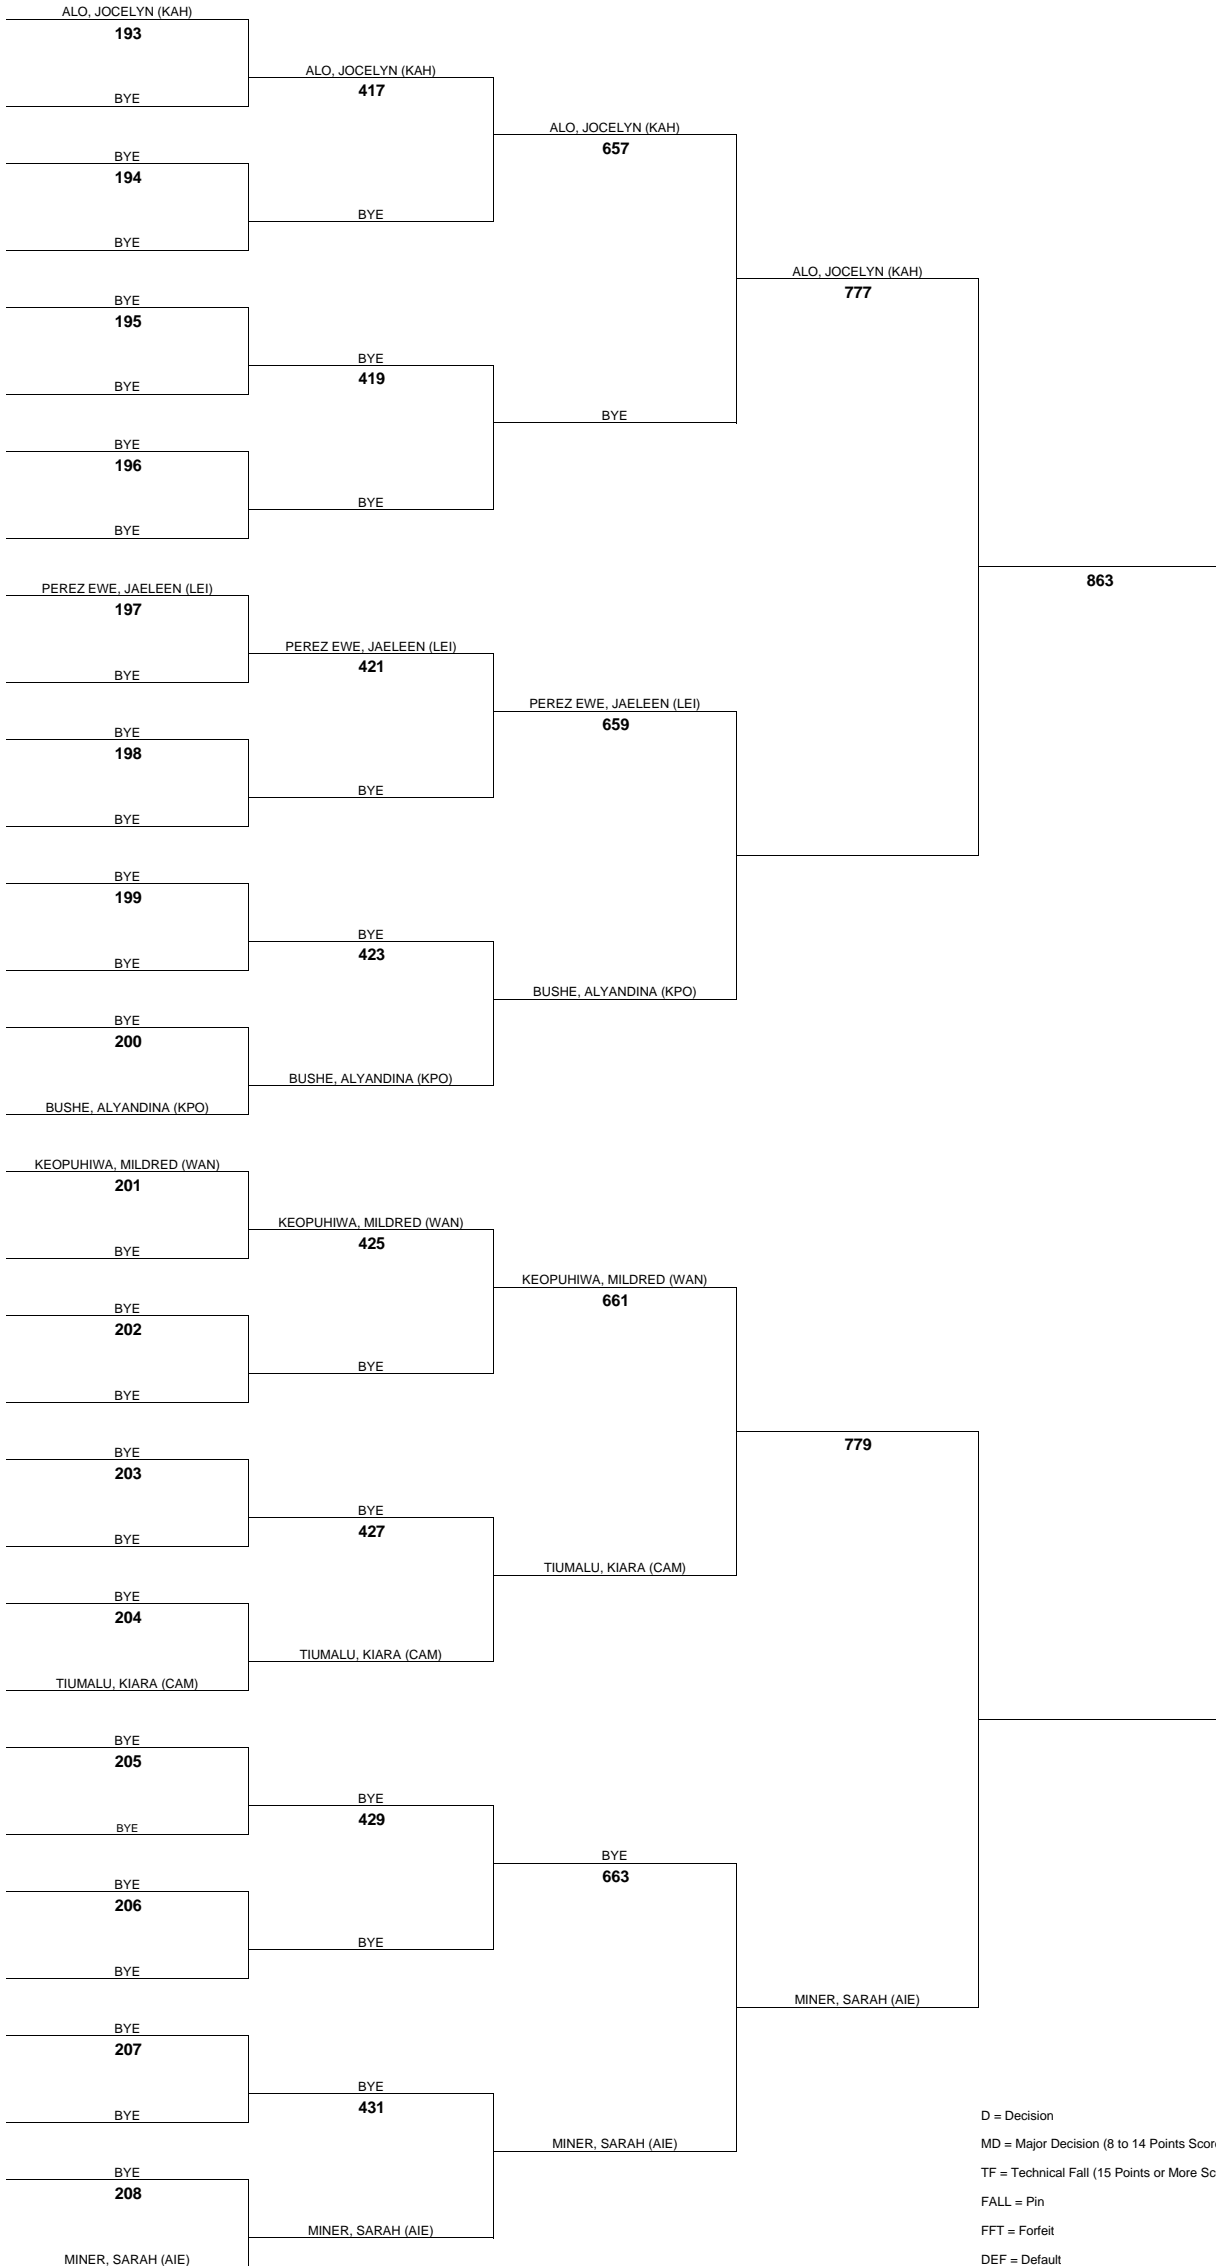 ALO, JOCELYN (KAH)
193
ALO, JOCELYN (KAH)
417
BYE
ALO, JOCELYN (KAH)
657
BYE
194
BYE
BYE
ALO, JOCELYN (KAH)
777
BYE
195
BYE
419
BYE
BYE
BYE
196
BYE
BYE
863
PEREZ EWE, JAELEEN (LEI)
197
PEREZ EWE, JAELEEN (LEI)
421
BYE
PEREZ EWE, JAELEEN (LEI)
659
BYE
198
BYE
BYE
BYE
199
BYE
423
BYE
BUSHE, ALYANDINA (KPO)
BYE
200
BUSHE, ALYANDINA (KPO)
BUSHE, ALYANDINA (KPO)
KEOPUHIWA, MILDRED (WAN)
201
KEOPUHIWA, MILDRED (WAN)
425
BYE
KEOPUHIWA, MILDRED (WAN)
661
BYE
202
BYE
BYE
779
BYE
203
BYE
427
BYE
TIUMALU, KIARA (CAM)
BYE
204
TIUMALU, KIARA (CAM)
TIUMALU, KIARA (CAM)
BYE
205
BYE
429
BYE
BYE
663
BYE
206
BYE
BYE
MINER, SARAH (AIE)
BYE
207
BYE
431
BYE
MINER, SARAH (AIE)
BYE
208
MINER, SARAH (AIE)
MINER, SARAH (AIE)
D = Decision
MD = Major Decision (8 to 14 Points
TF = Technical Fall (15 Points or More
FALL = Pin
FFT = Forfeit
DEF = Default